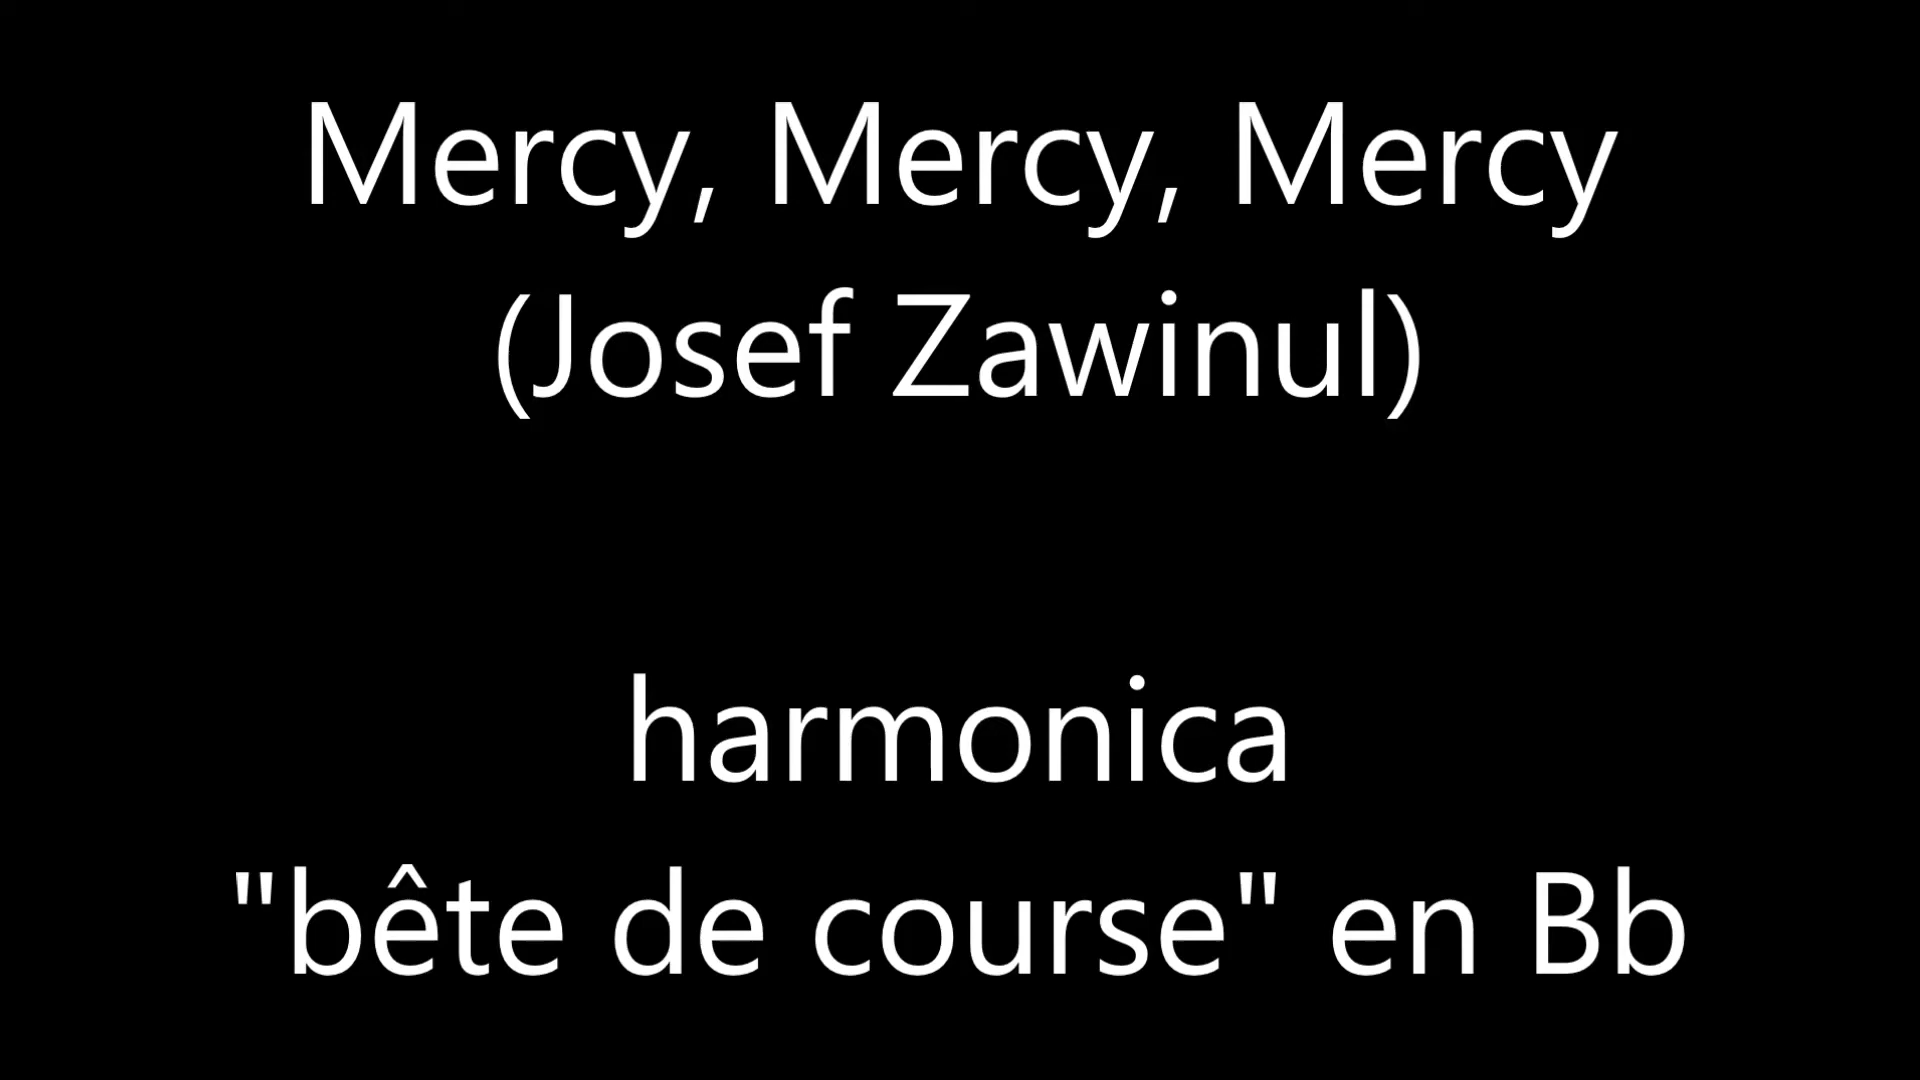 Mercy, Mercy, Mercy
(Josef Zawinul)
harmonica
"bête de course" en Bb